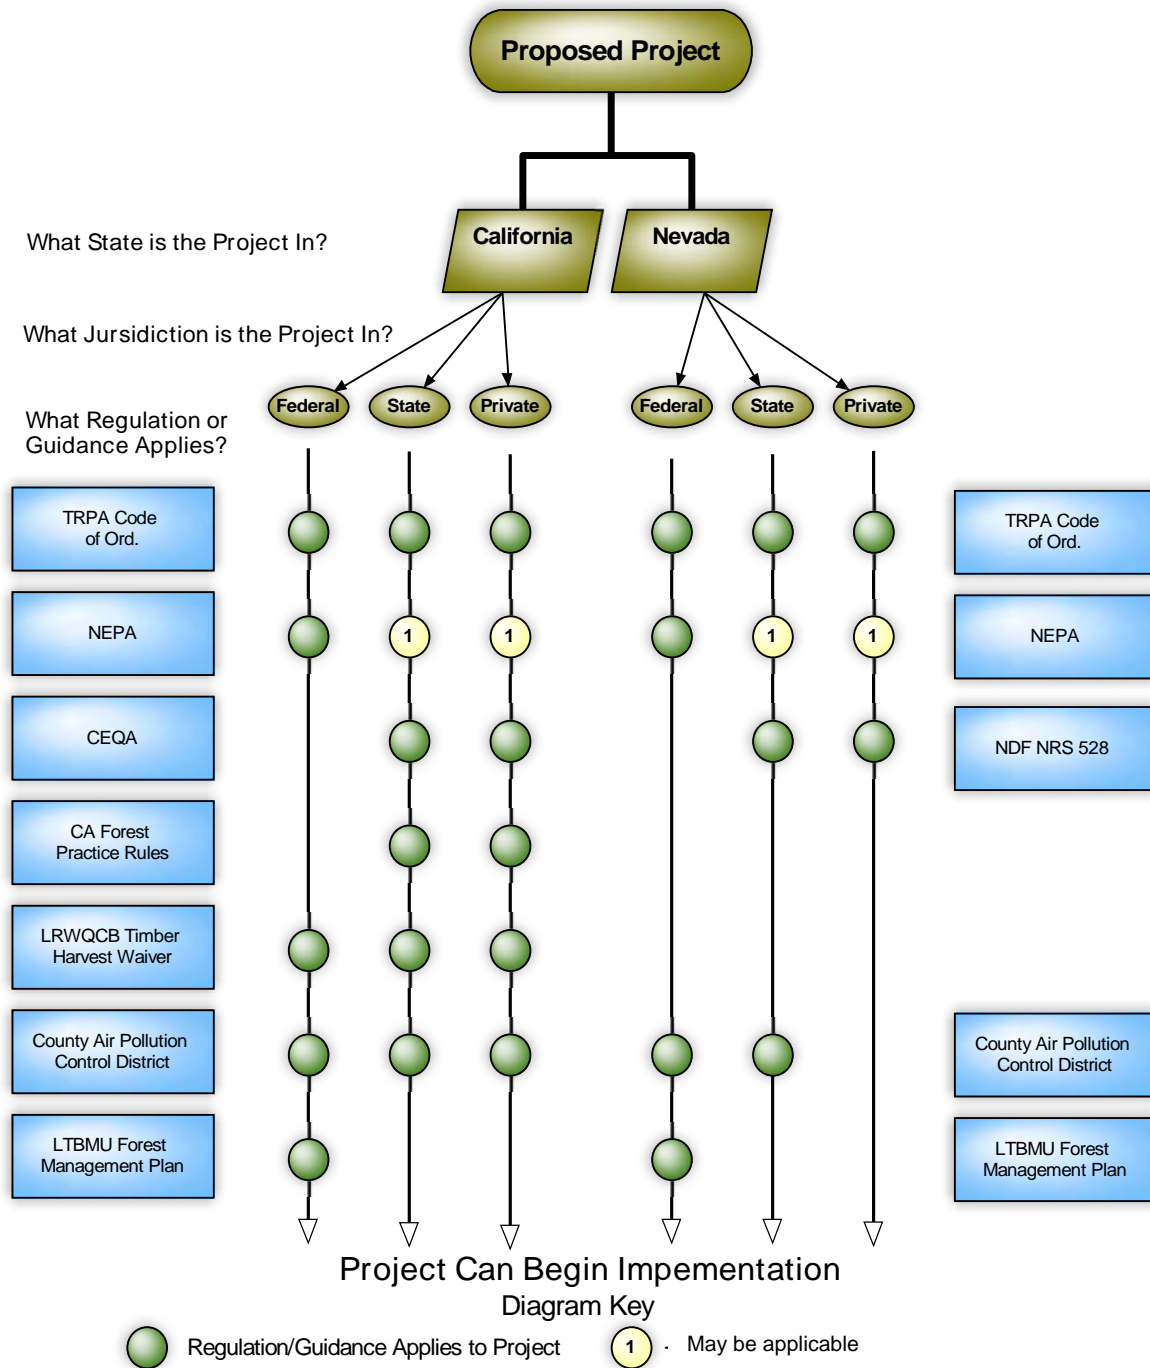 Proposed Project
What State is the Project In?
California
Nevada
What Jursidiction is the Project In?
What Regulation or
Guidance Applies?
Federal
State
Private
Federal
State
Private
TRPA Code
of Ord.
TRPA Code
of Ord.
NEPA
1
1
1
1
NEPA
CEQA
NDF NRS 528
CA Forest
Practice Rules
LRWQCB Timber
Harvest Waiver
County Air Pollution
Control District
County Air Pollution
Control District
LTBMU Forest
Management Plan
LTBMU Forest
Management Plan
Project Can Begin Impementation
Diagram Key
Regulation/Guidance Applies to Project
1 . May be applicable